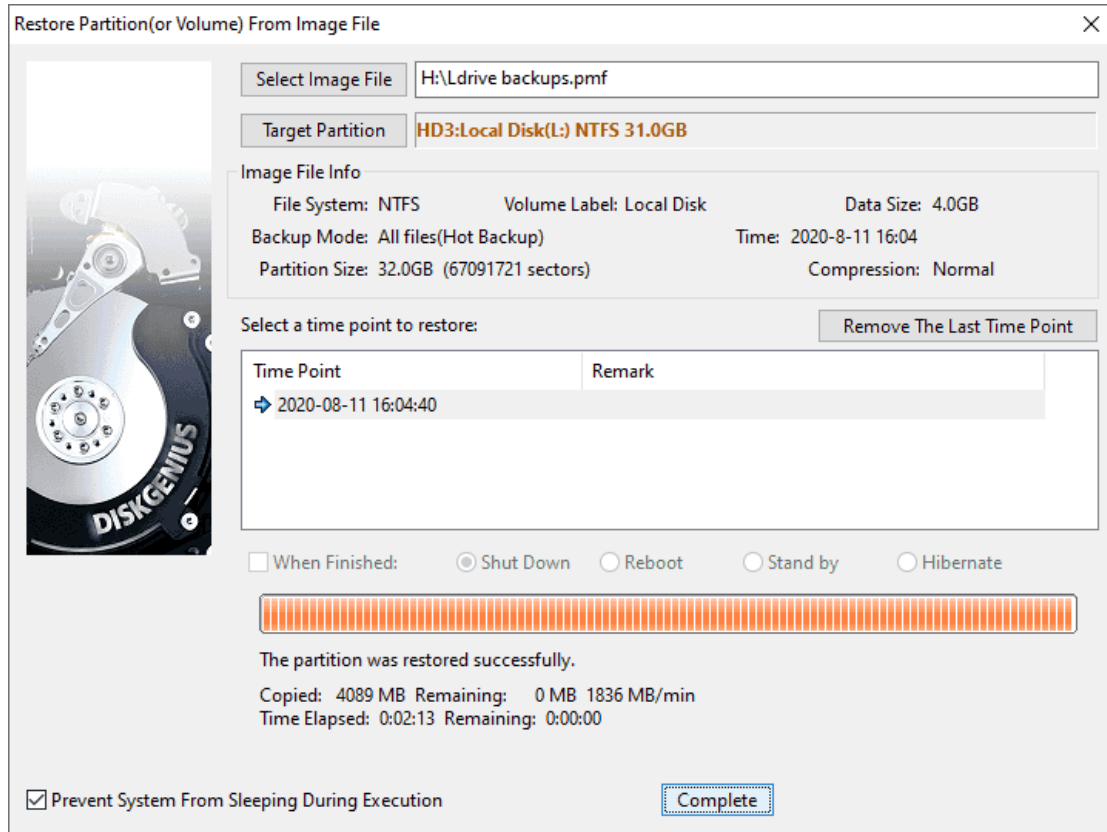 Restore Partition(or Volume) From Image File
Select Image File H:\Ldrive backups.pmf
Target Partition HD3:Local Disk(L:) NTFS 31.0GB
Image File Info
File System: NTFS Volume Label: Local Disk Data Size: 4.0GB
Backup Mode: All files(Hot Backup) Time: 2020-8-11 16:04
Partition Size: 32.0GB (67091721 sectors) Compression: Normal
Select a time point to restore: Remove The Last Time Point
Time Point Remark
2020-08-11 16:04:40
DISKGENIUS
When Finished: Shut Down Reboot Stand by Hibernate
The partition was restored successfully.
Copied: 4089 MB Remaining: 0 MB 1836 MB/min
Time Elapsed: 0:02:13 Remaining: 0:00:00
Prevent System From Sleeping During Execution Complete